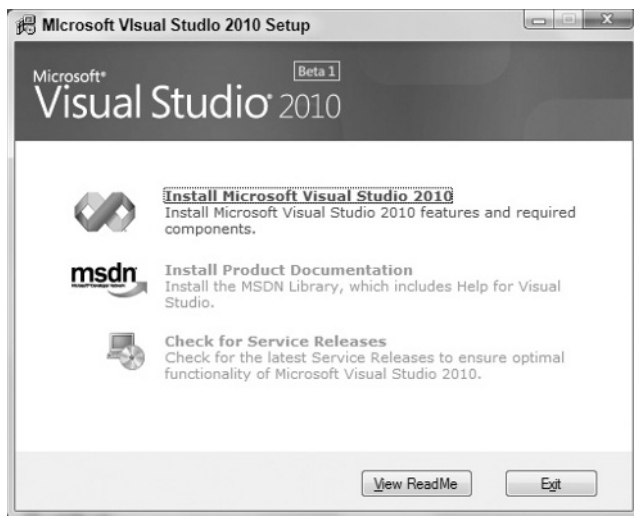 Microsoft Visual Studio 2010 Setup
Beta 1
Microsoft®
Visual Studio® 2010
Install Microsoft Visual Studio 2010
Install Microsoft Visual Studio 2010 features and required
components.
msdn
Install Product Documentation
Install the MSDN Library, which includes Help for Visual
Studio.
Check for Service Releases
Check for the latest Service Releases to ensure optimal
functionality of Microsoft Visual Studio 2010.
View ReadMe
Exit